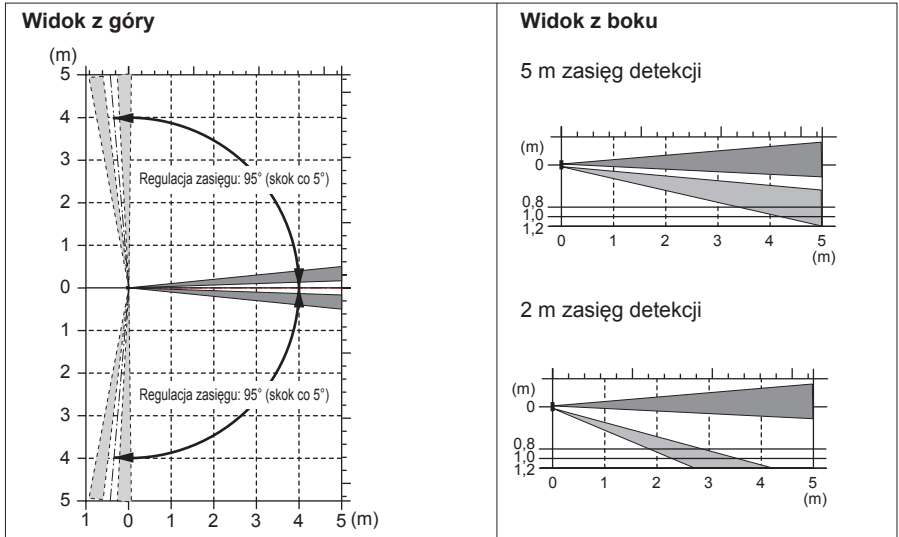 Widok z góry
(m)
5
4
3
Regulacja zasięgu: 95° (skok co 5°)
2
1
0
1
2
Regulacja zasięgu: 95° (skok co 5°)
3
4
5
1 0 1 2 3 4 5 (m)
Widok z boku
5 m zasięg detekcji
(m)
0
0,8
1,0
1,2
0 1 2 3 4 5
(m)
2 m zasięg detekcji
(m)
0
0,8
1,0
1,2
0 1 2 3 4 5
(m)